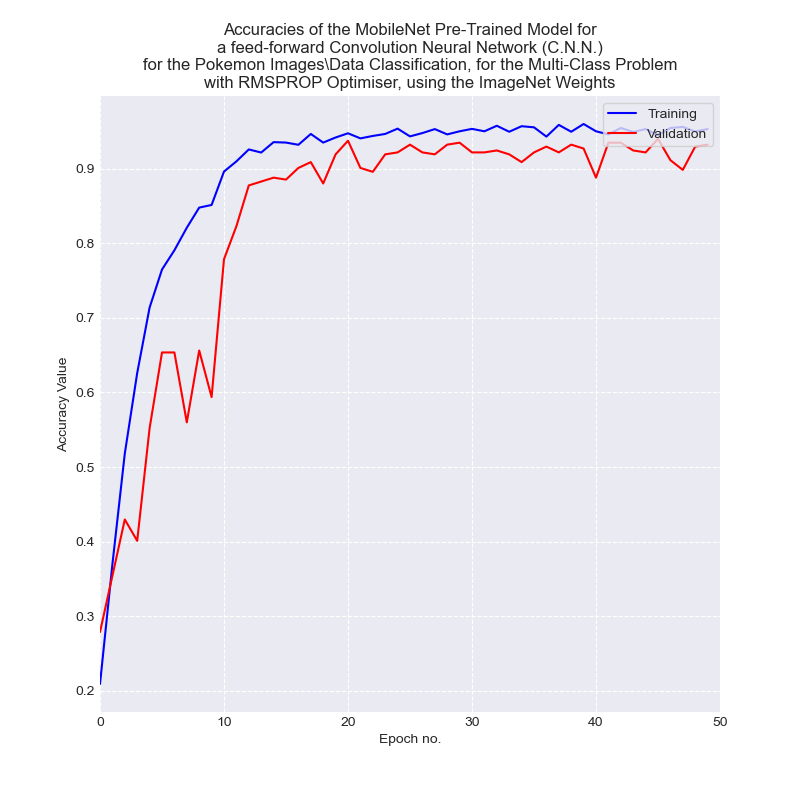 Accuracies of the MobileNet Pre-Trained Model for
a feed-forward Convolution Neural Network (C.N.N.)
for the Pokemon Images\Data Classification, for the Multi-Class Problem
with RMSPROP Optimiser, using the ImageNet Weights
Training
Validation
0.9
0.8
0.7
0.6
0.5
0.4
0.3
0.2
Accuracy Value
0 10 20 30 40 50
Epoch no.